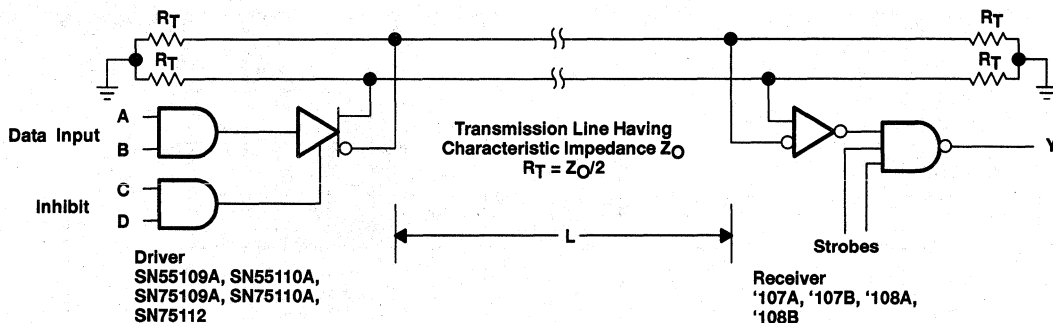 RT
RT
RT
RT
A
Data Input
B
C
Inhibit
D
Transmission Line Having
Characteristic Impedance ZO
RT = ZO/2
Y
L
Strobes
Driver
SN55109A, SN55110A,
SN75109A, SN75110A,
SN75112
Receiver
‘107A, ‘107B, ‘108A,
‘108B